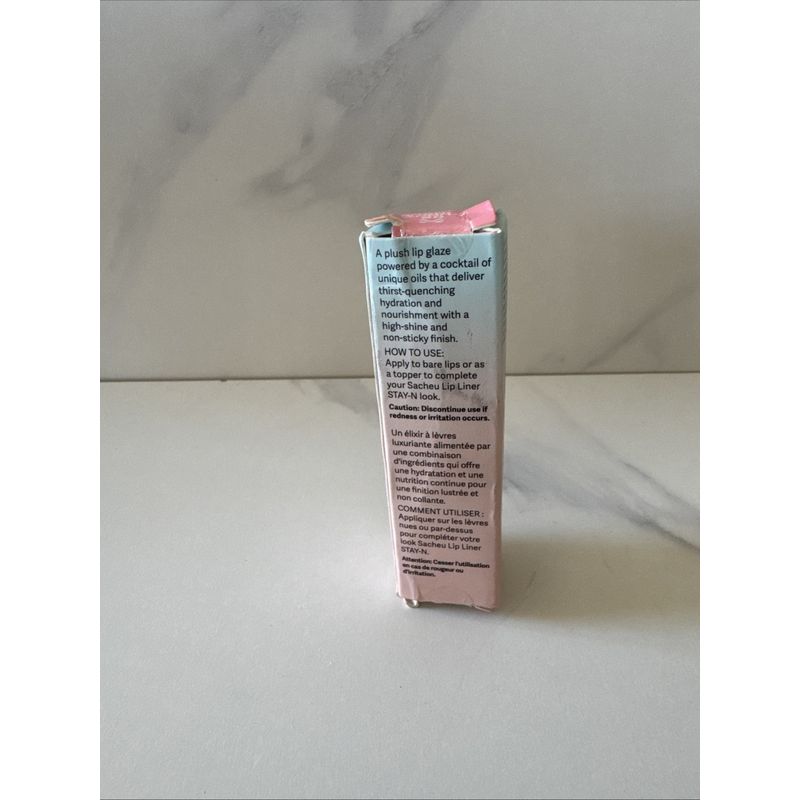 A plush lip glaze
powered by a cocktail of
unique oils that deliver
thirst-quenching
hydration and
nourishment with a
high-shine and
non-sticky finish.
HOW TO USE:
Apply to bare lips or as
a topper to complete
your Sacheu Lip Liner
STAY-N look.
Caution: Discontinue use if
redness or irritation occurs.
Un élixir à lèvres
luxuriante alimentée par
une combinaison
d'ingrédients qui offre
une hydratation et une
nutrition continue pour
une finition lustrée et
non collante.
COMMENT UTILISER :
Appliquer sur les lèvres
nues ou par-dessus
pour compléter votre
look Sacheu Lip Liner
STAY-N.
Attention: Cesser l'utilisation
en cas de rougeur ou
d'irritation.